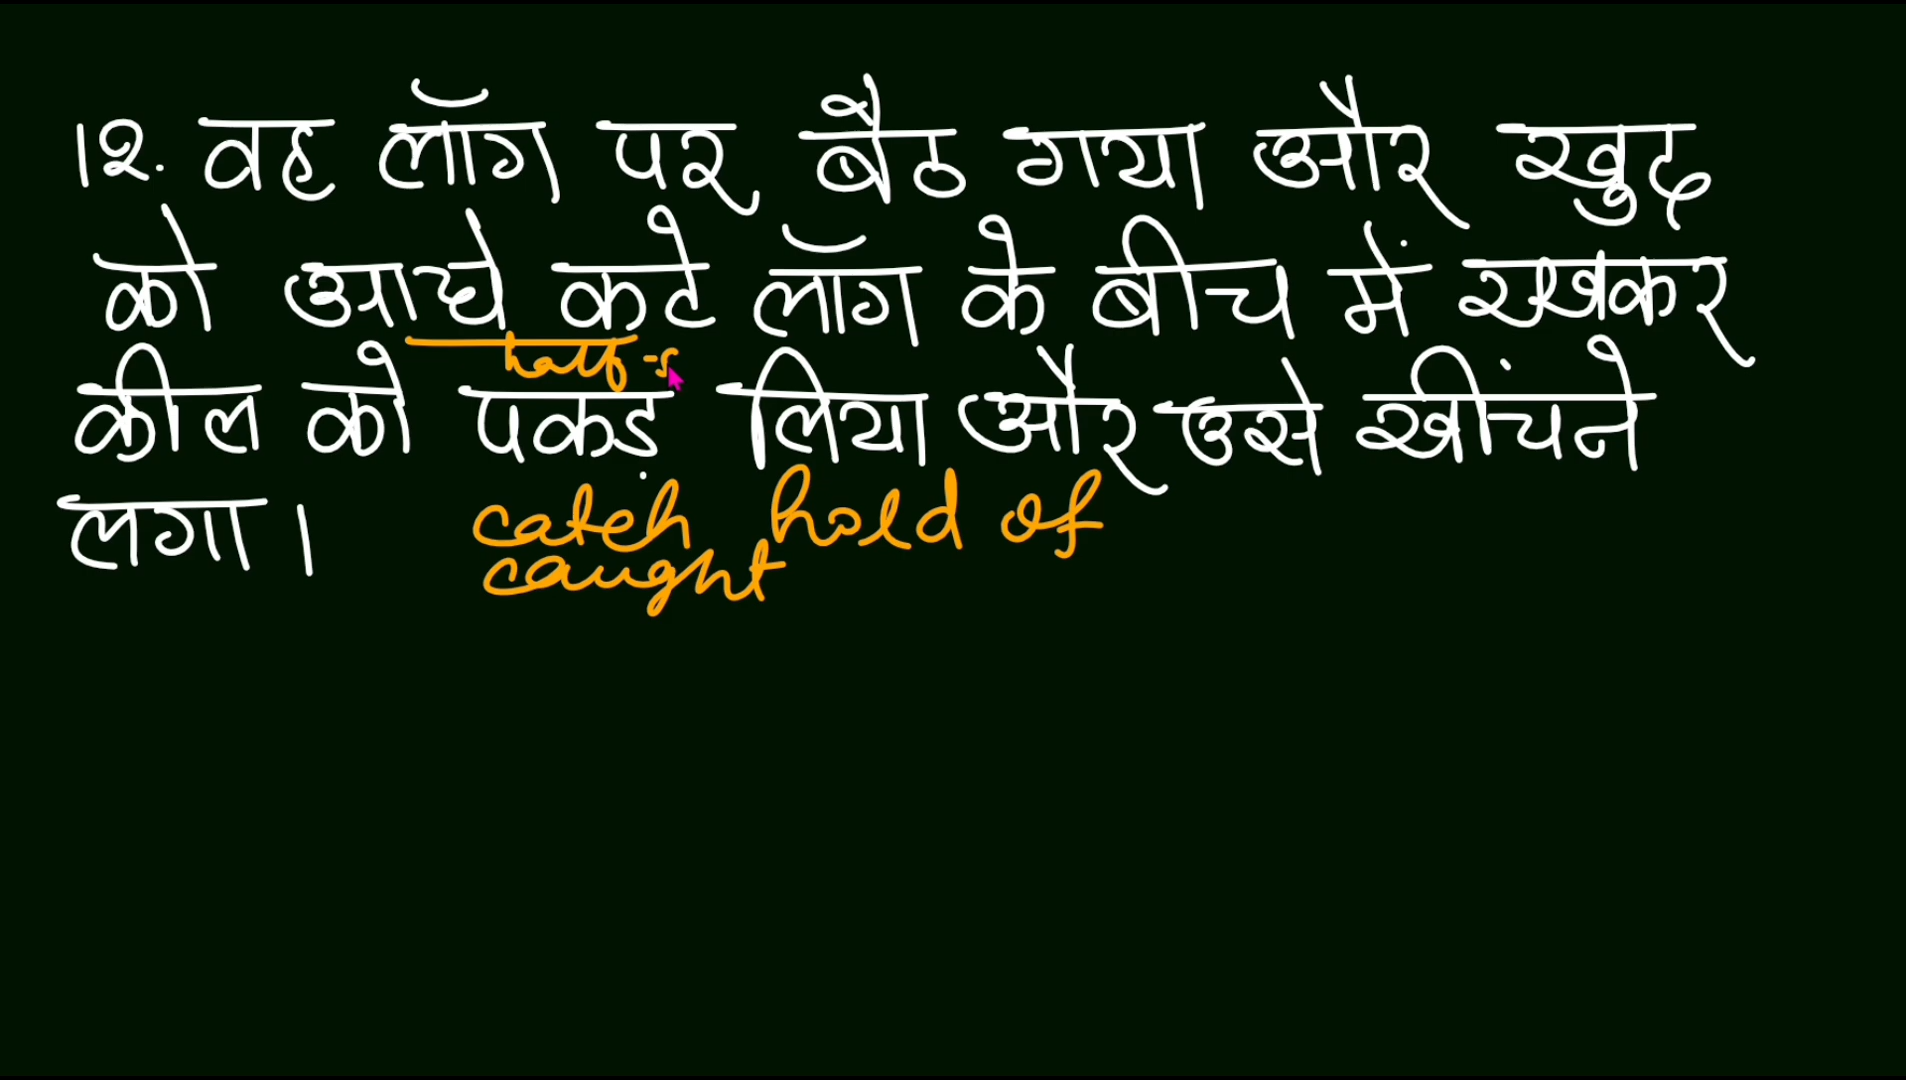 12. वह लॉग पर बैठ गया और खुद
को आधे कटे लॉग के बीच में रखकर
half-s
कील को पकड़ लिया और उसे खींचने
लगा।
catch hold of
caught